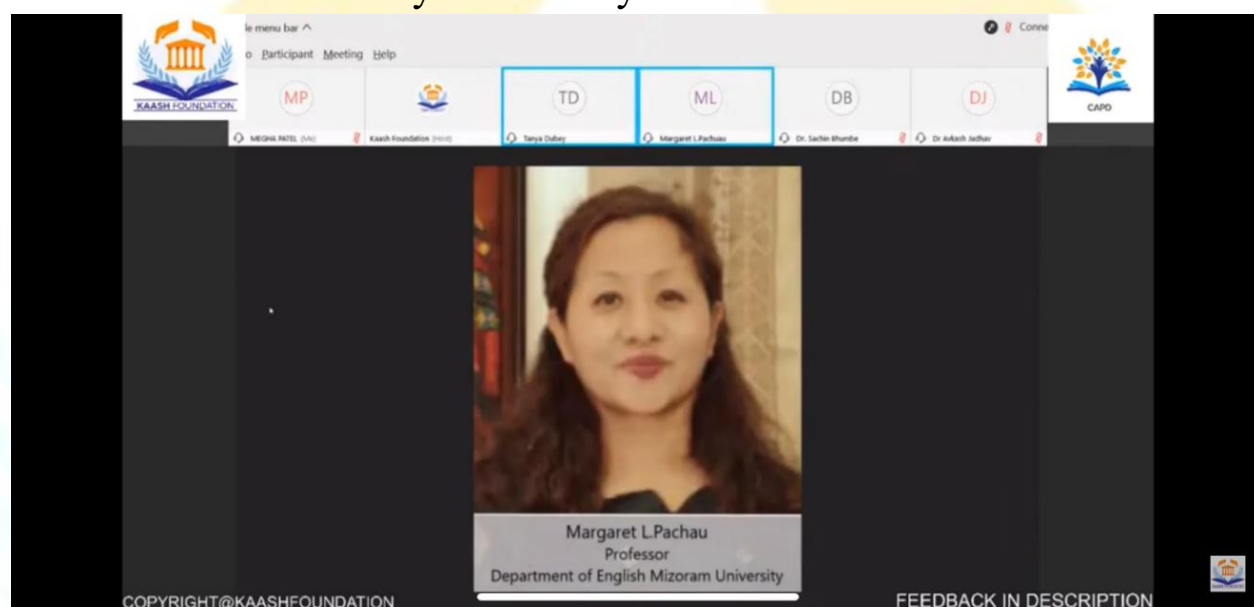 le menu bar ^
Conne
o Participant Meeting Help
KAASH FOUNDATION
MP
TD
ML
DB
DJ
CAPD
MEGHA PATEL (Me)
Kaash Foundation (Host)
Tanya Dubey
Margaret L.Pachuau
Dr. Sachin Bhumbe
Dr Avkash Jadhav
Margaret L.Pachau
Professor
Department of English Mizoram University
COPYRIGHT@KAASHFOUNDATION
FEEDBACK IN DESCRIPTION